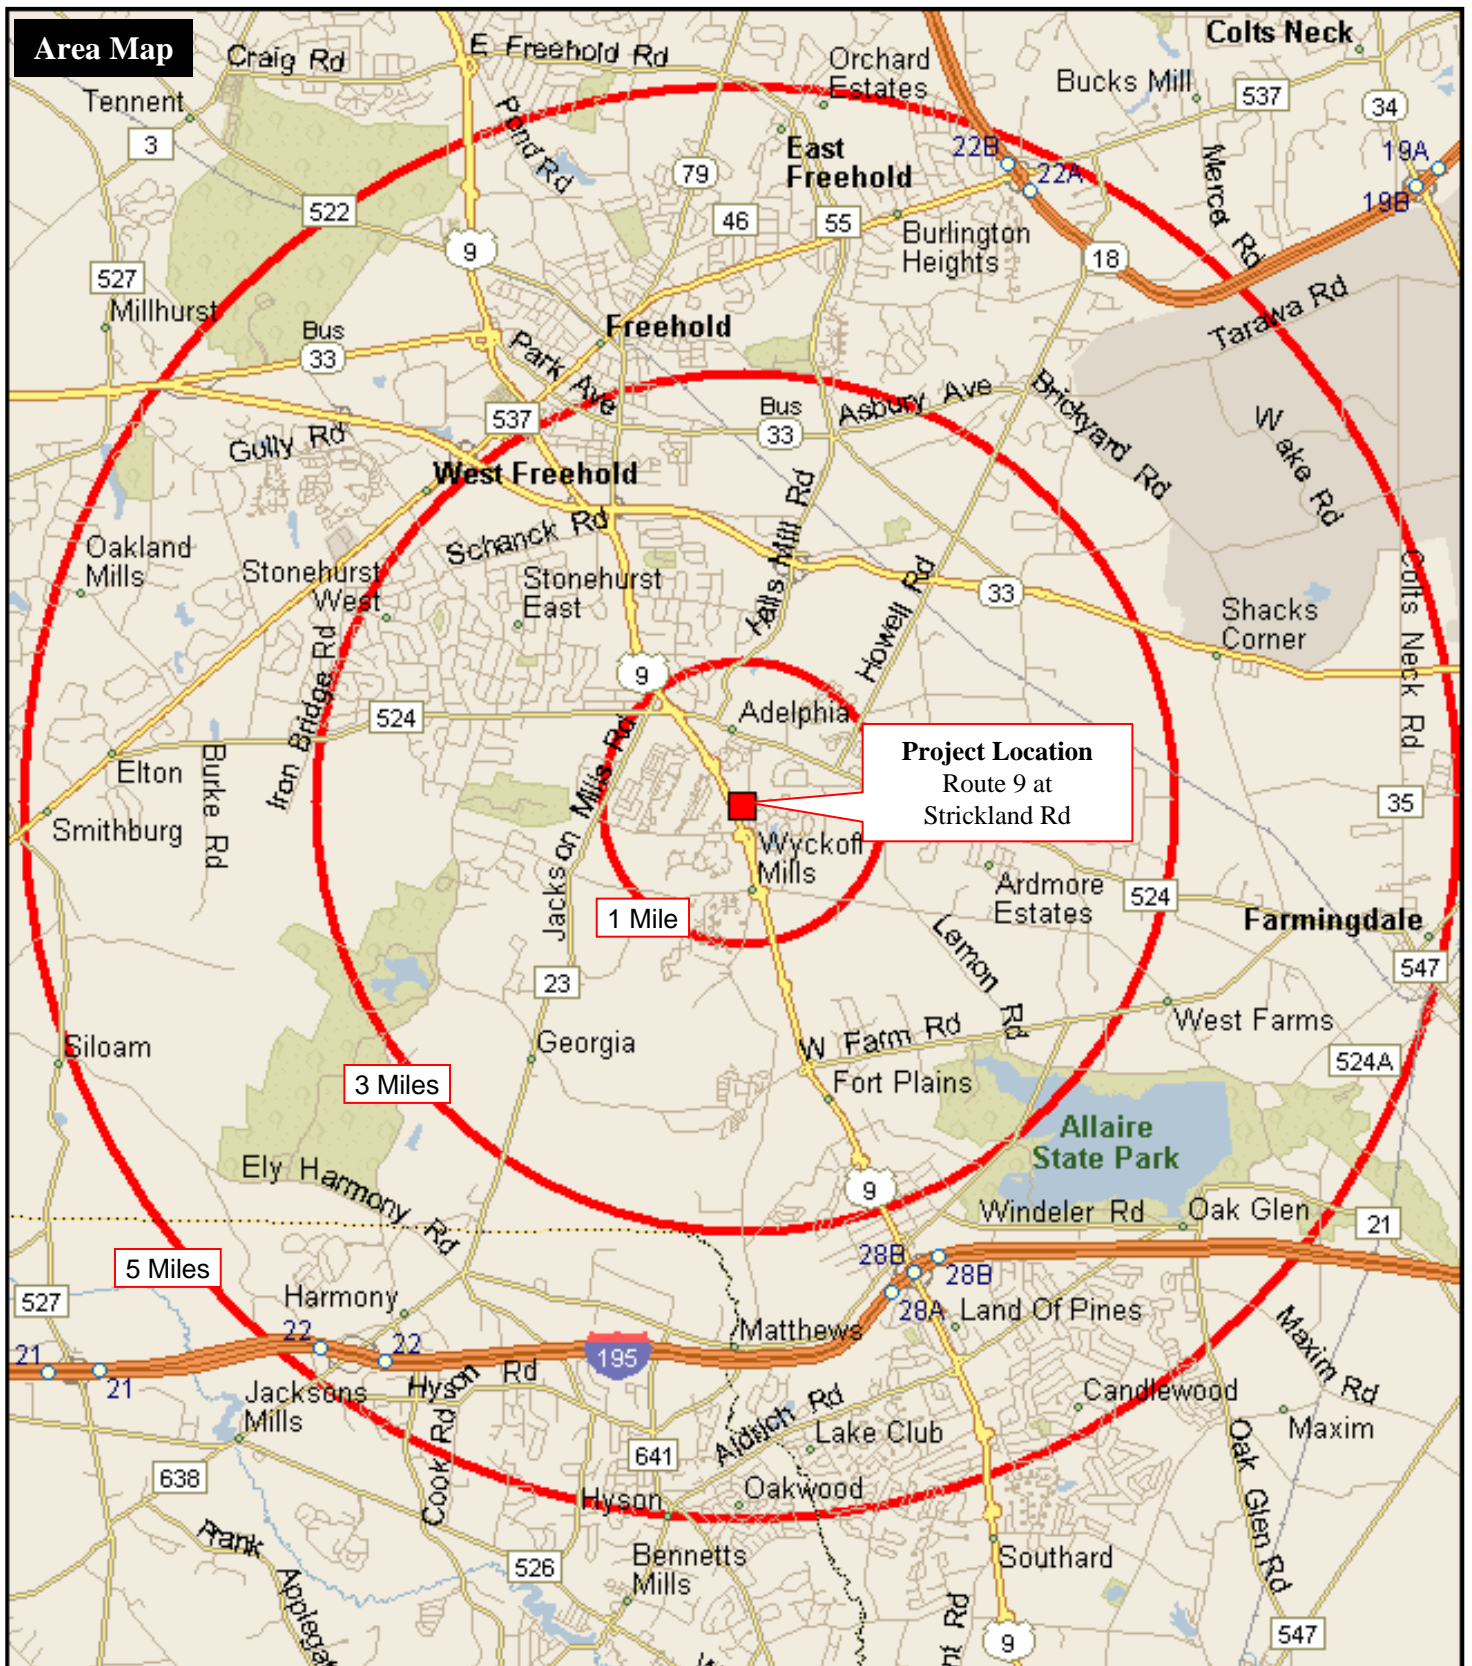 Area Map
Colts Neck
E Freehold Rd
Craig Rd
Orchard
Estates
Bucks Mill
537
34
Tennent
3
Pond Rd
79
East
Freehold
22B
22A
19A
19B
Mercet Rd
522
46
55
Burlington
Heights
9
18
527
Millhurst
Bus
33
Freehold
Tarawa Rd
Park Ave
537
Bus
33
Asbury Ave
Brickyard Rd
Wake Rd
Gully Rd
West Freehold
Halls Mill Rd
Schanck Rd
Oakland
Mills
Stonehurst
West
Stonehurst
East
Howell Rd
33
Colts Neck Rd
Shacks
Corner
Iron Bridge Rd
9
524
Adelphia
Project Location
Route 9 at
Strickland Rd
Elton
Burke Rd
Jackson Mills Rd
35
Smithburg
Wyckoff
Mills
Ardmore
Estates
524
1 Mile
Lemon Rd
Farmingdale
547
23
Siloam
Georgia
W Farm Rd
West Farms
524A
3 Miles
Fort Plains
Allaire
State Park
Ely Harmony Rd
9
Windeler Rd
Oak Glen
21
5 Miles
28B
28B
28A
527
Harmony
Land Of Pines
Matthews
Maxim Rd
22
22
21
21
195
Jacksons
Mills
Hyson Rd
Candlewood
Cook Rd
Aldrich Rd
Lake Club
Maxim
Oak Glen Rd
638
641
Hyson
Oakwood
Prank
Applega
526
Bennetts
Mills
Southard
nt Rd
9
547